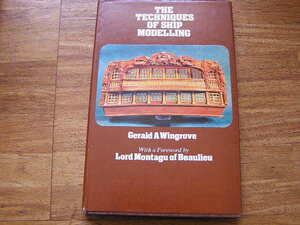 THE
TECHNIQUES
OF SHIP
MODELLING
Gerald A Wingrove
With a Foreword by
Lord Montagu of Beaulieu